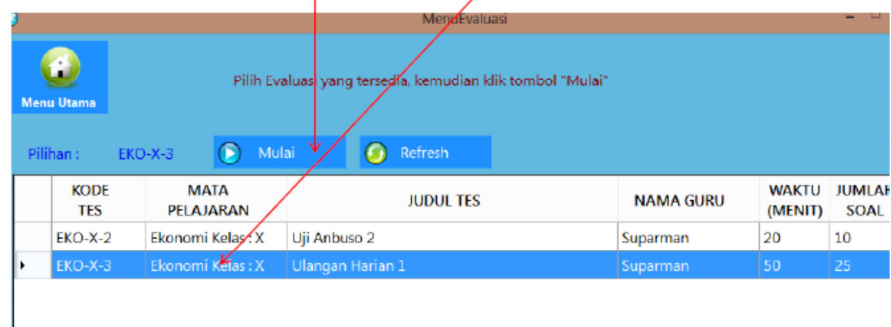 MenuEvaluasi
Pilih Evaluasi yang tersedia, kemudian klik tombol "Mulai"
Menu Utama
Pilihan : EKO-X-3 Mulai Refresh
KODE TES MATA PELAJARAN JUDUL TES NAMA GURU WAKTU (MENIT) JUMLAH SOAL
EKO-X-2 Ekonomi Kelas : X Uji Anbuso 2 Suparman 20 10
EKO-X-3 Ekonomi Kelas : X Ulangan Harian 1 Suparman 50 25